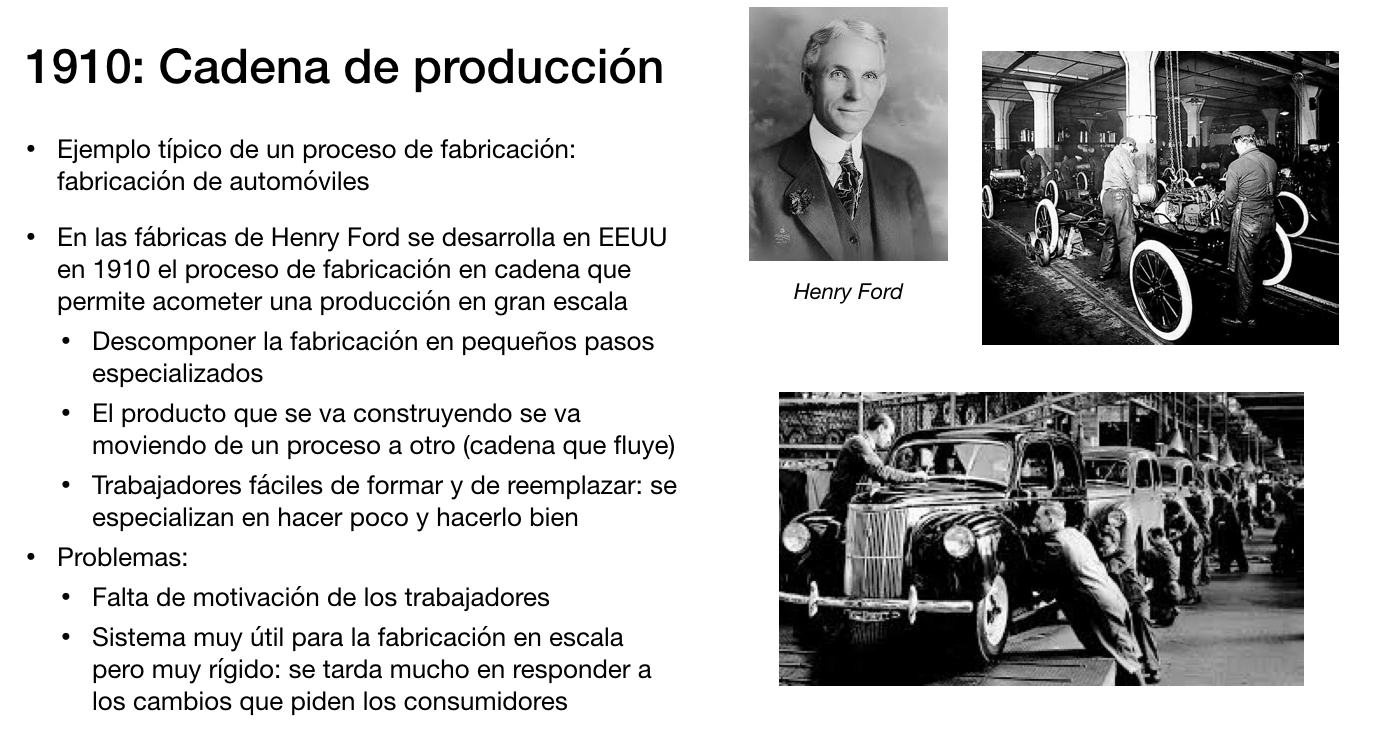 1910: Cadena de producción
• Ejemplo típico de un proceso de fabricación:
fabricación de automóviles
• En las fábricas de Henry Ford se desarrolla en EEUU
en 1910 el proceso de fabricación en cadena que
permite acometer una producción en gran escala
• Descomponer la fabricación en pequeños pasos
especializados
• El producto que se va construyendo se va
moviendo de un proceso a otro (cadena que fluye)
• Trabajadores fáciles de formar y de reemplazar: se
especializan en hacer poco y hacerlo bien
• Problemas:
• Falta de motivación de los trabajadores
• Sistema muy útil para la fabricación en escala
pero muy rígido: se tarda mucho en responder a
los cambios que piden los consumidores
Henry Ford